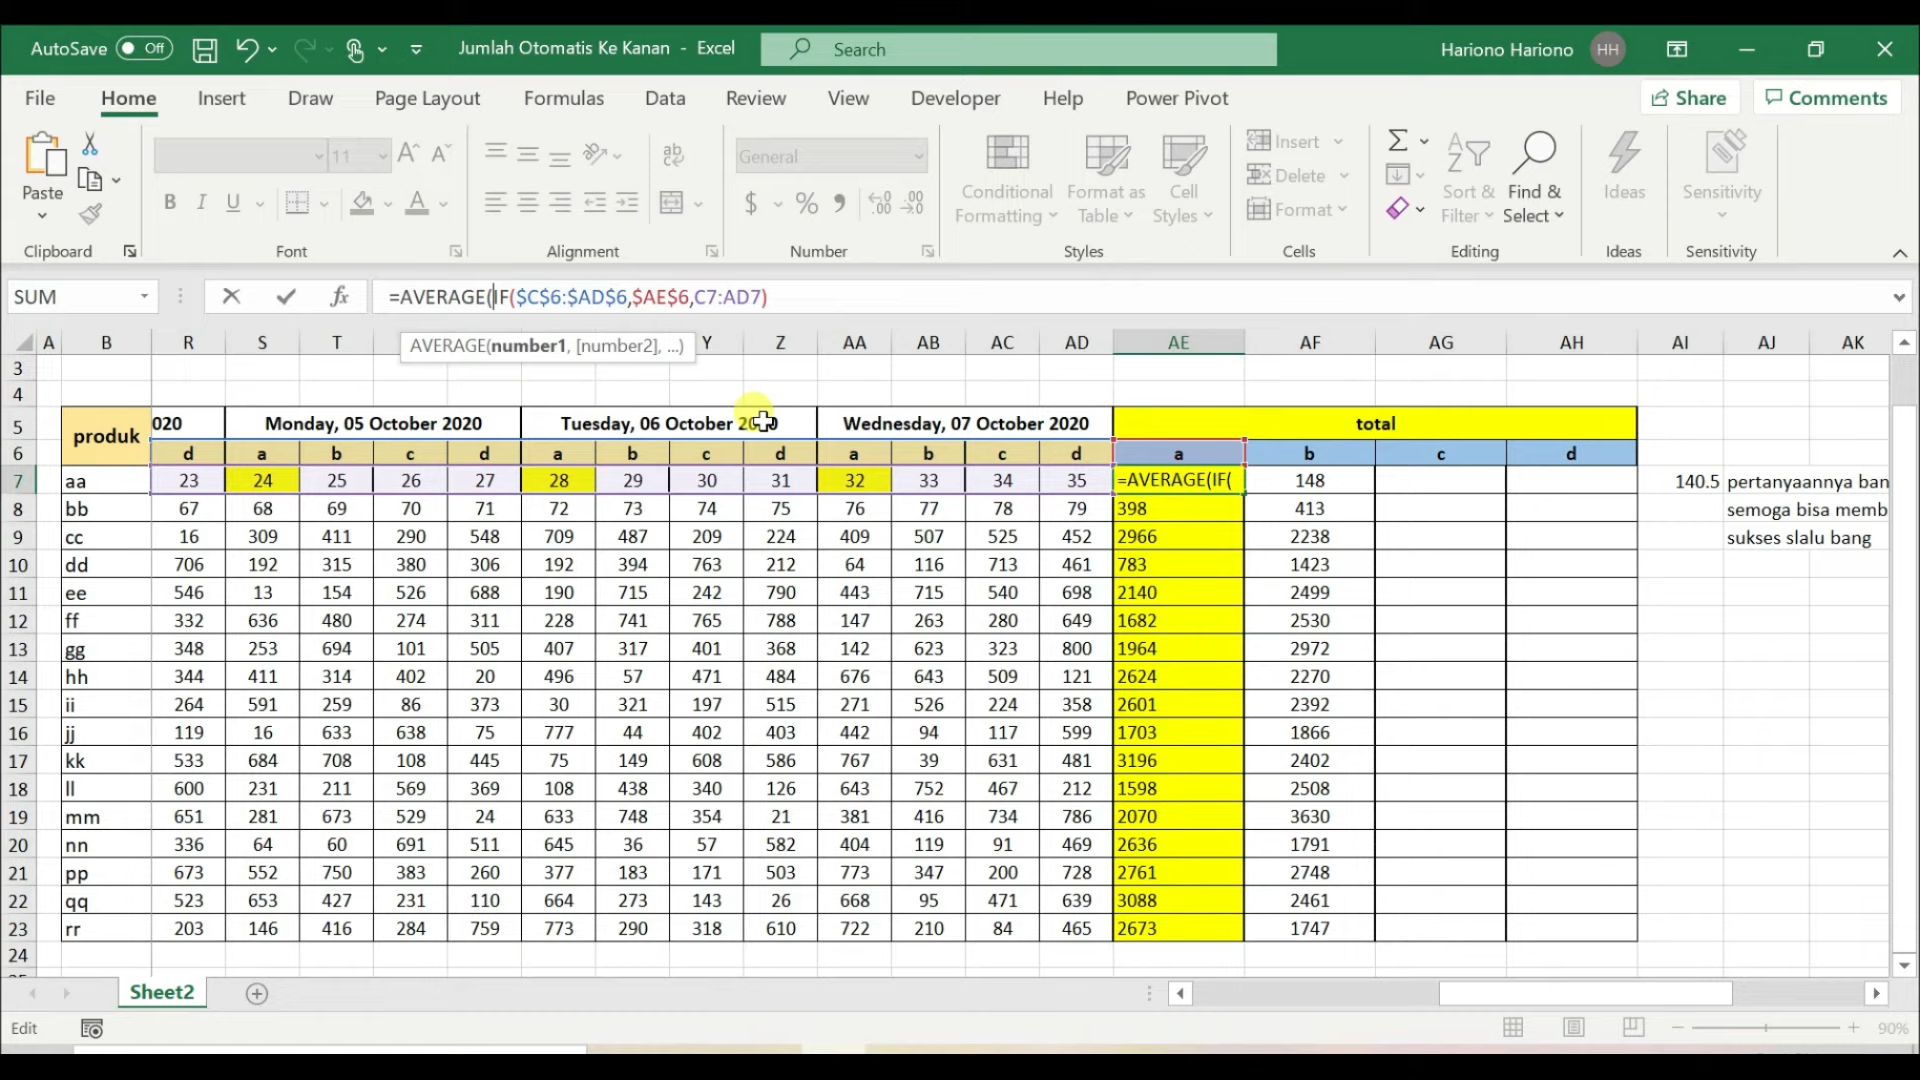 AutoSave Off Jumlah Otomatis Ke Kanan - Excel Search Hariono Hariono HH
File Home Insert Draw Page Layout Formulas Data Review View Developer Help Power Pivot Share Comments
Paste 11 A A ab General Conditional Formatting Format as Table Cell Styles Insert Delete Format Sort & Filter Find & Select Ideas Sensitivity
B I U A $ % 9 .00
Clipboard Font Alignment Number Styles Cells Editing Ideas Sensitivity
SUM fx =AVERAGE(IF($C$6:$AD$6,$AE$6,C7:AD7)
AVERAGE(number1, [number2], ...)
A B R S T Y Z AA AB AC AD AE AF AG AH AI AJ AK
3
4
5 produk 020 Monday, 05 October 2020 Tuesday, 06 October 2020 Wednesday, 07 October 2020 total
6 d a b c d a b c d a b c d a b c d
7 aa 23 24 25 26 27 28 29 30 31 32 33 34 35 =AVERAGE(IF( 148 140.5 pertanyaannya ban
8 bb 67 68 69 70 71 72 73 74 75 76 77 78 79 398 413 semoga bisa memb
9 cc 16 309 411 290 548 709 487 209 224 409 507 525 452 2966 2238 sukses slalu bang
10 dd 706 192 315 380 306 192 394 763 212 64 116 713 461 783 1423
11 ee 546 13 154 526 688 190 715 242 790 443 715 540 698 2140 2499
12 ff 332 636 480 274 311 228 741 765 788 147 263 280 649 1682 2530
13 gg 348 253 694 101 505 407 317 401 368 142 623 323 800 1964 2972
14 hh 344 411 314 402 20 496 57 471 484 676 643 509 121 2624 2270
15 ii 264 591 259 86 373 30 321 197 515 271 526 224 358 2601 2392
16 jj 119 16 633 638 75 777 44 402 403 442 94 117 599 1703 1866
17 kk 533 684 708 108 445 75 149 608 586 767 39 631 481 3196 2402
18 ll 600 231 211 569 369 108 438 340 126 643 752 467 212 1598 2508
19 mm 651 281 673 529 24 633 748 354 21 381 416 734 786 2070 3630
20 nn 336 64 60 691 511 645 36 57 582 404 119 91 469 2636 1791
21 pp 673 552 750 383 260 377 183 171 503 773 347 200 728 2761 2748
22 qq 523 653 427 231 110 664 273 143 26 668 95 471 639 3088 2461
23 rr 203 146 416 284 759 773 290 318 610 722 210 84 465 2673 1747
24
Sheet2
Edit 90%